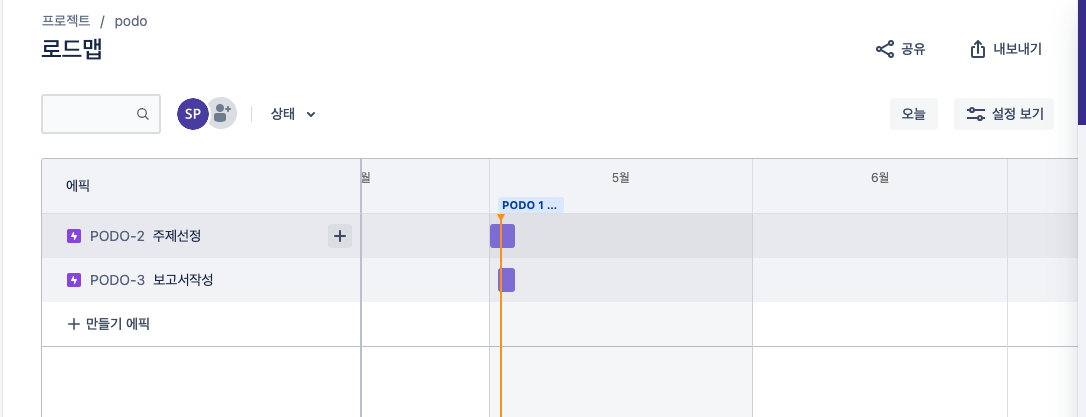 프로젝트 / podo
로드맵
공유 내보내기
SP 상태 오늘 설정 보기
에픽 월 5월 6월
PODO 1 ...
PODO-2 주제선정
PODO-3 보고서작성
만들기 에픽